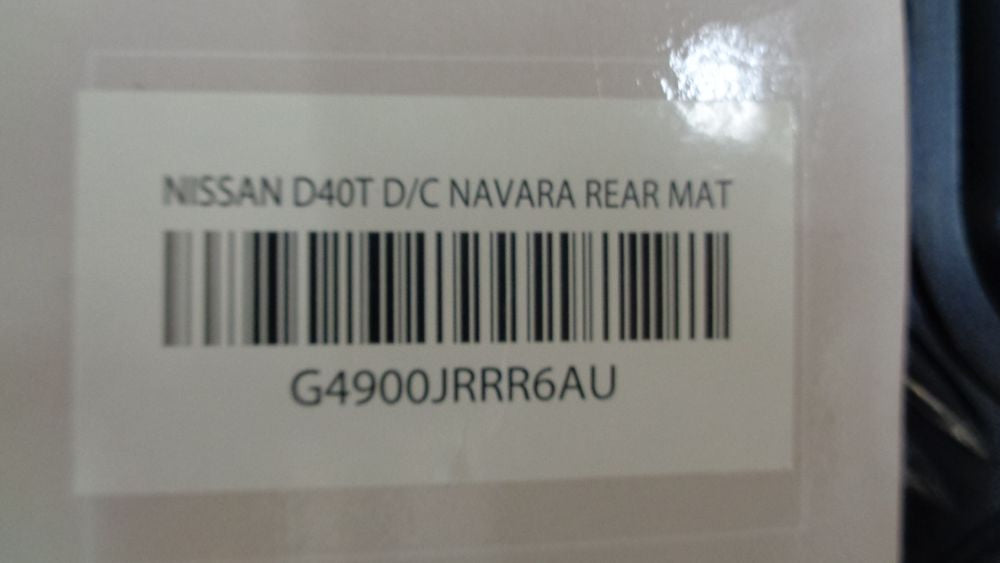 NISSAN D40T D/C NAVARA REAR MAT
G4900JRRR6AU